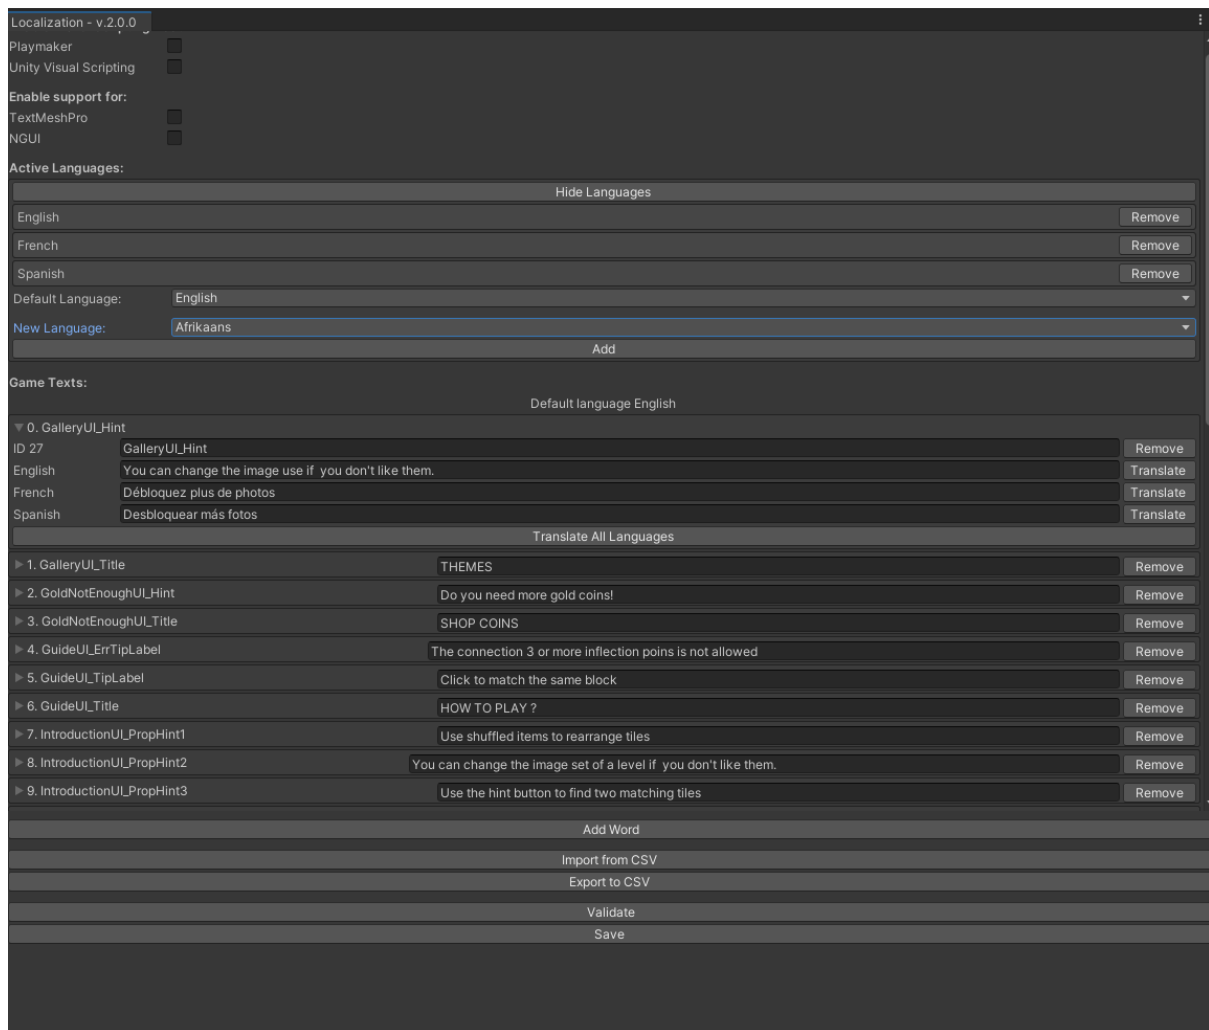 Localization - v.2.0.0
Playmaker
Unity Visual Scripting
Enable support for:
TextMeshPro
NGUI
Active Languages:
Hide Languages
English Remove
French Remove
Spanish Remove
Default Language: English
New Language: Afrikaans
Add
Game Texts:
Default language English
0. GalleryUI_Hint
ID 27 GalleryUI_Hint Remove
English You can change the image use if  you don't like them. Translate
French Débloquez plus de photos Translate
Spanish Desbloquear más fotos Translate
Translate All Languages
1. GalleryUI_Title THEMES Remove
2. GoldNotEnoughUI_Hint Do you need more gold coins! Remove
3. GoldNotEnoughUI_Title SHOP COINS Remove
4. GuideUI_ErrTipLabel The connection 3 or more inflection poins is not allowed Remove
5. GuideUI_TipLabel Click to match the same block Remove
6. GuideUI_Title HOW TO PLAY ? Remove
7. IntroductionUI_PropHint1 Use shuffled items to rearrange tiles Remove
8. IntroductionUI_PropHint2 You can change the image set of a level if  you don't like them. Remove
9. IntroductionUI_PropHint3 Use the hint button to find two matching tiles Remove
Add Word
Import from CSV
Export to CSV
Validate
Save